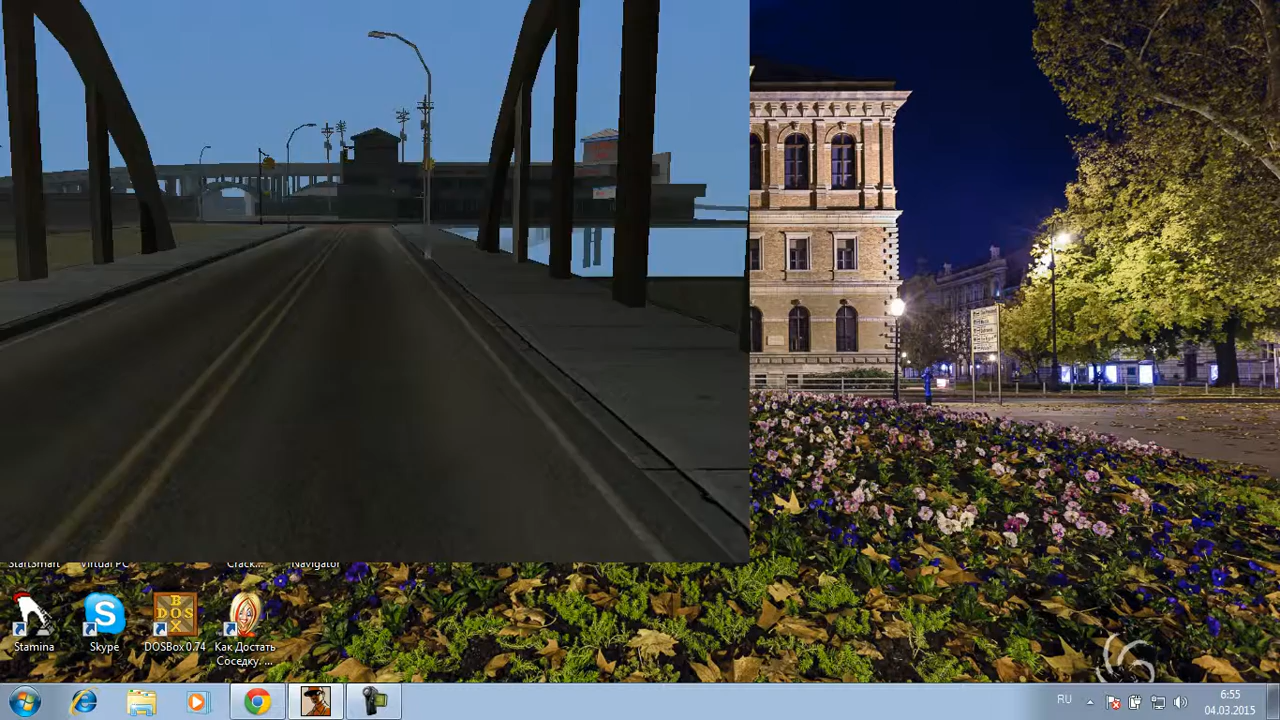 StartSmart
Virtual PC
Crack...
Navigator
Stamina
Skype
BOX
DOS
DOSBox 0.74
Как Достать
Соседку. ...
RU
6:55
04.03.2015